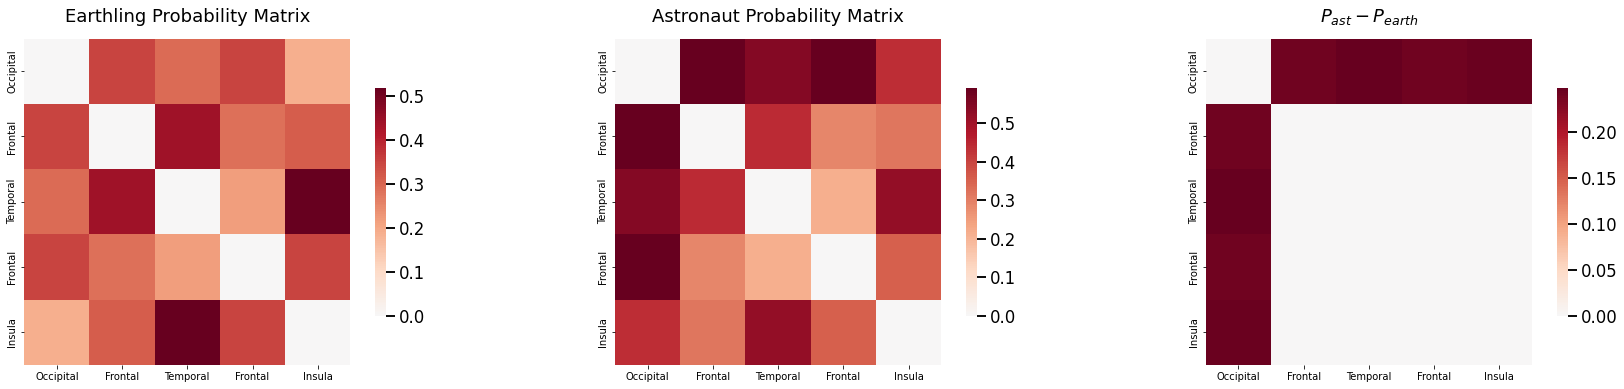 Earthling Probability Matrix
Occipital
Frontal
Temporal
Frontal
Insula
Occipital Frontal Temporal Frontal Insula
0.5
0.4
0.3
0.2
0.1
0.0
Astronaut Probability Matrix
Occipital
Frontal
Temporal
Frontal
Insula
Occipital Frontal Temporal Frontal Insula
0.5
0.4
0.3
0.2
0.1
0.0
P_ast − P_earth
Occipital
Frontal
Temporal
Frontal
Insula
Occipital Frontal Temporal Frontal Insula
0.20
0.15
0.10
0.05
0.00